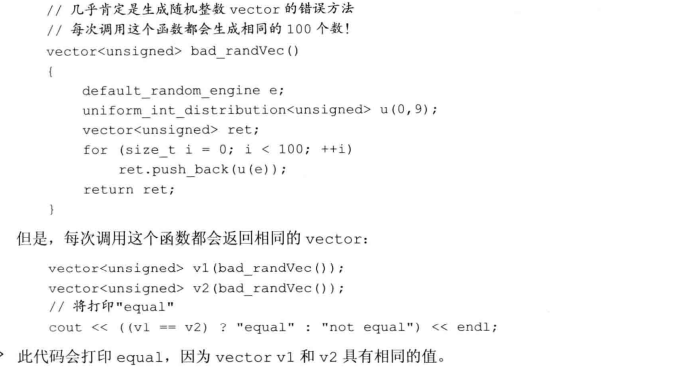 // 几乎肯定是生成随机整数 vector 的错误方法
// 每次调用这个函数都会生成相同的 100 个数!
vector<unsigned> bad_randVec()
{
default_random_engine e;
uniform_int_distribution<unsigned> u(0,9);
vector<unsigned> ret;
for (size_t i = 0; i < 100; ++i)
ret.push_back(u(e));
return ret;
}
但是，每次调用这个函数都会返回相同的 vector：
vector<unsigned> v1(bad_randVec());
vector<unsigned> v2(bad_randVec());
// 将打印"equal"
cout << ((v1 == v2) ? "equal" : "not equal") << endl;
此代码会打印 equal，因为 vector v1 和 v2 具有相同的值。